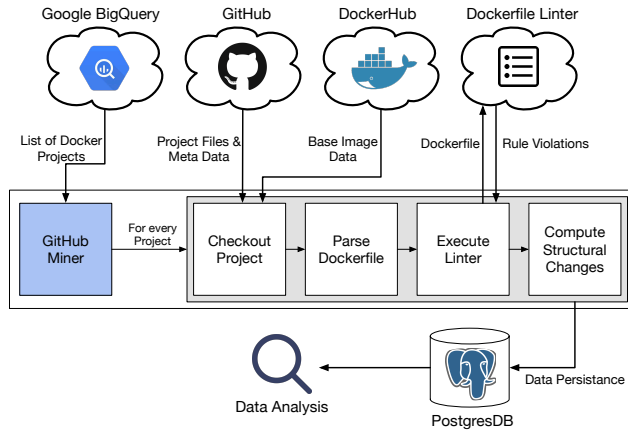 Google BigQuery
GitHub
DockerHub
Dockerfile Linter
List of Docker
Projects
Project Files &
Meta Data
Base Image
Data
Dockerfile
Rule Violations
GitHub
Miner
For every
Project
Checkout
Project
Parse
Dockerfile
Execute
Linter
Compute
Structural
Changes
Data Persistance
Data Analysis
PostgresDB